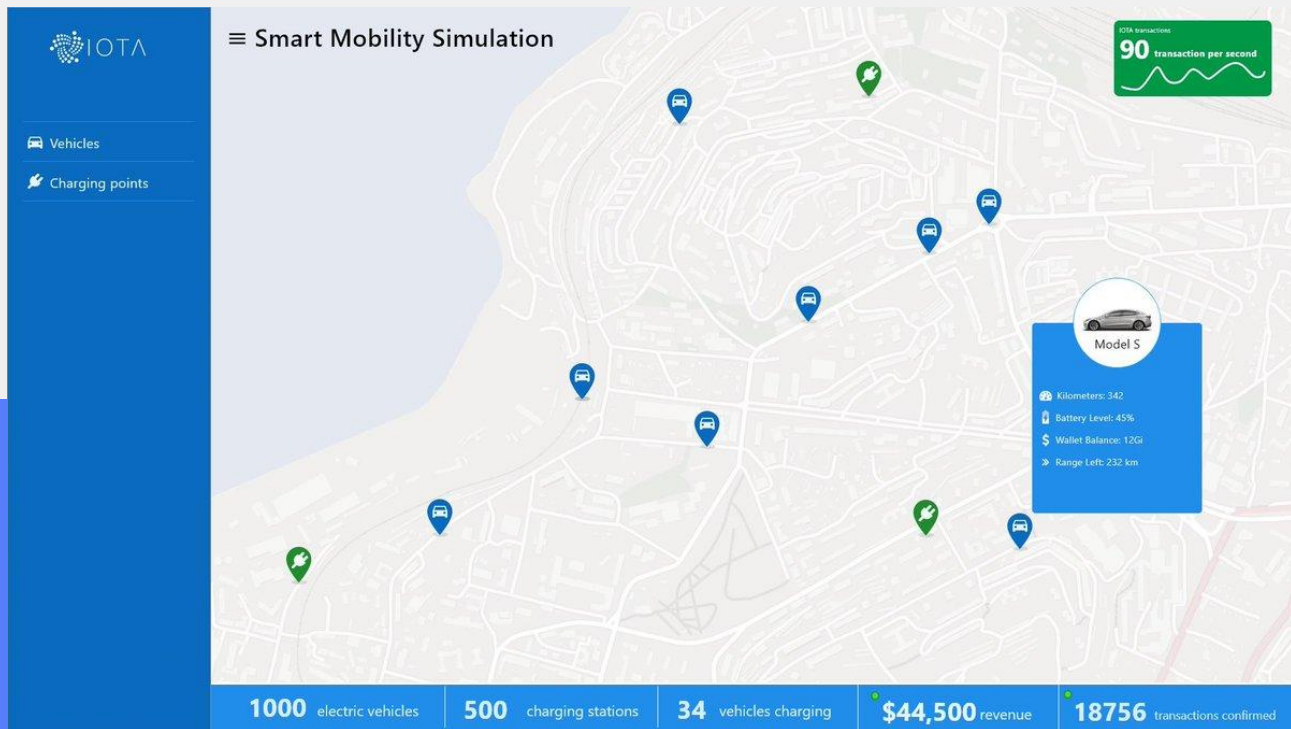 IOTA
Vehicles
Charging points
≡ Smart Mobility Simulation
IOTA transactions
90 transaction per second
Model S
Kilometers: 342
Battery Level: 45%
$ Wallet Balance: 12Gi
» Range Left: 232 km
1000 electric vehicles
500 charging stations
34 vehicles charging
$44,500 revenue
18756 transactions confirmed